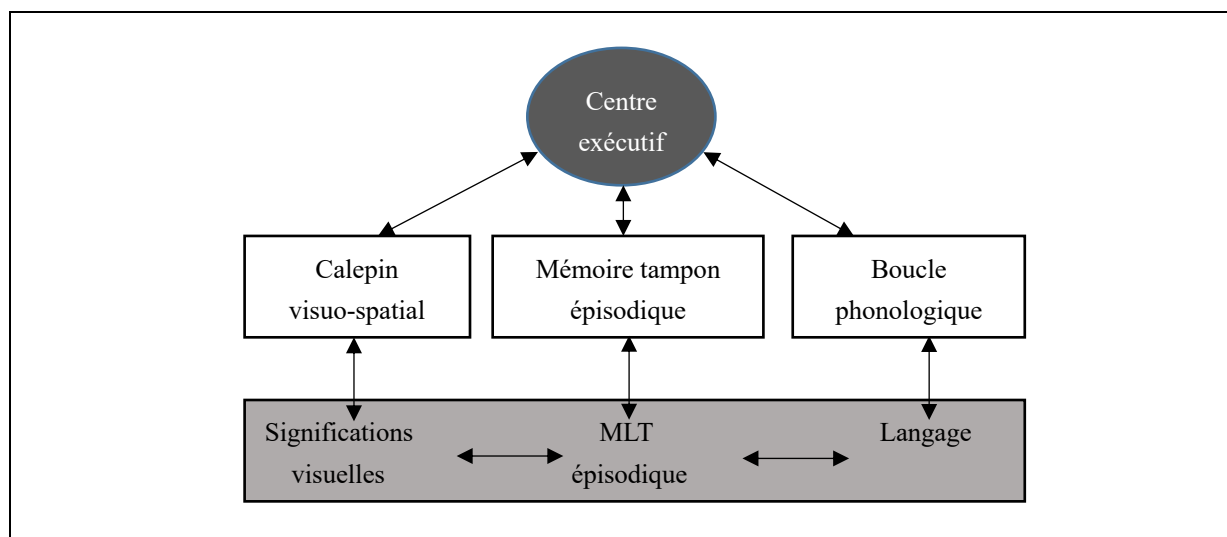 Centre
exécutif
Calepin
visuo-spatial
Mémoire tampon
épisodique
Boucle
phonologique
Significations
visuelles
MLT
épisodique
Langage